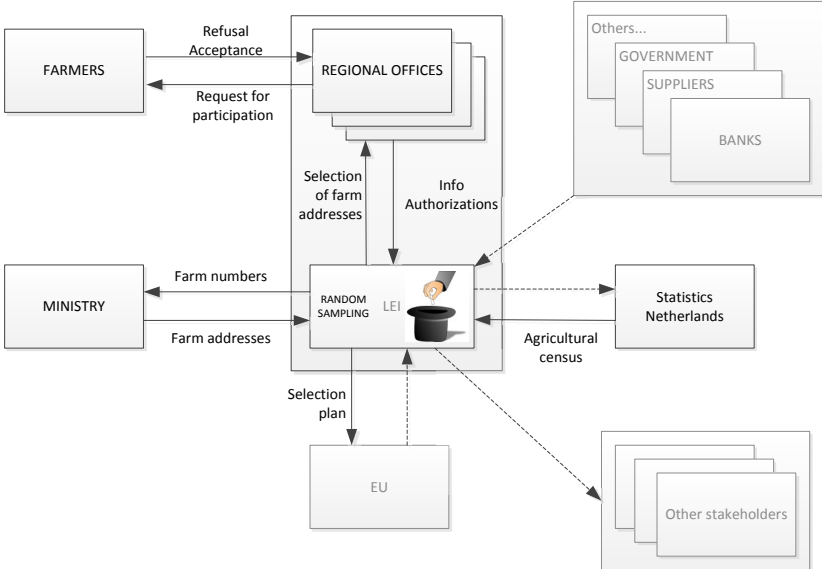 Refusal
Acceptance
FARMERS
REGIONAL OFFICES
Request for
participation
Others...
GOVERNMENT
SUPPLIERS
BANKS
Selection
of farm
addresses
Info
Authorizations
Farm numbers
MINISTRY
Farm addresses
RANDOM
SAMPLING
LEI
Statistics
Netherlands
Agricultural
census
Selection
plan
EU
Other stakeholders